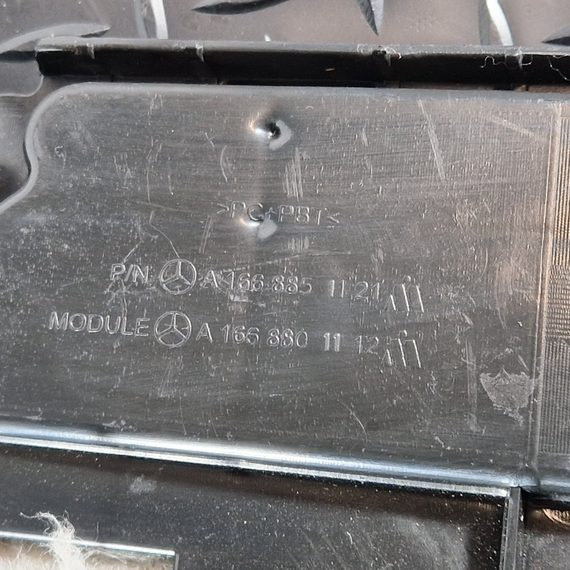 >PC+PBT<
P/N A 166 885 11 21
MODULE A 166 880 11 12